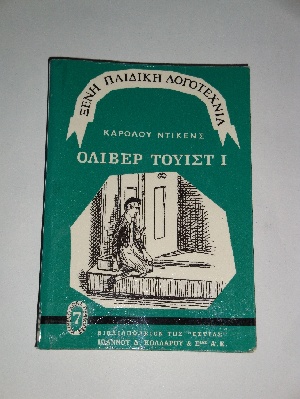 ΞΕΝΗ ΠΑΙΔΙΚΗ ΛΟΓΟΤΕΧΝΙΑ
ΚΑΡΟΛΟΥ ΝΤΙΚΕΝΣ
ΟΛΙΒΕΡ ΤΟΥΙΣΤ Ι
7
ΒΙΒΛΙΟΠΩΛΕΙΟΝ ΤΗΣ "ΕΣΤΙΑΣ"
ΙΩΑΝΝΟΥ Δ. ΚΟΛΛΑΡΟΥ & ΣΙΑΣ Α.Ε.